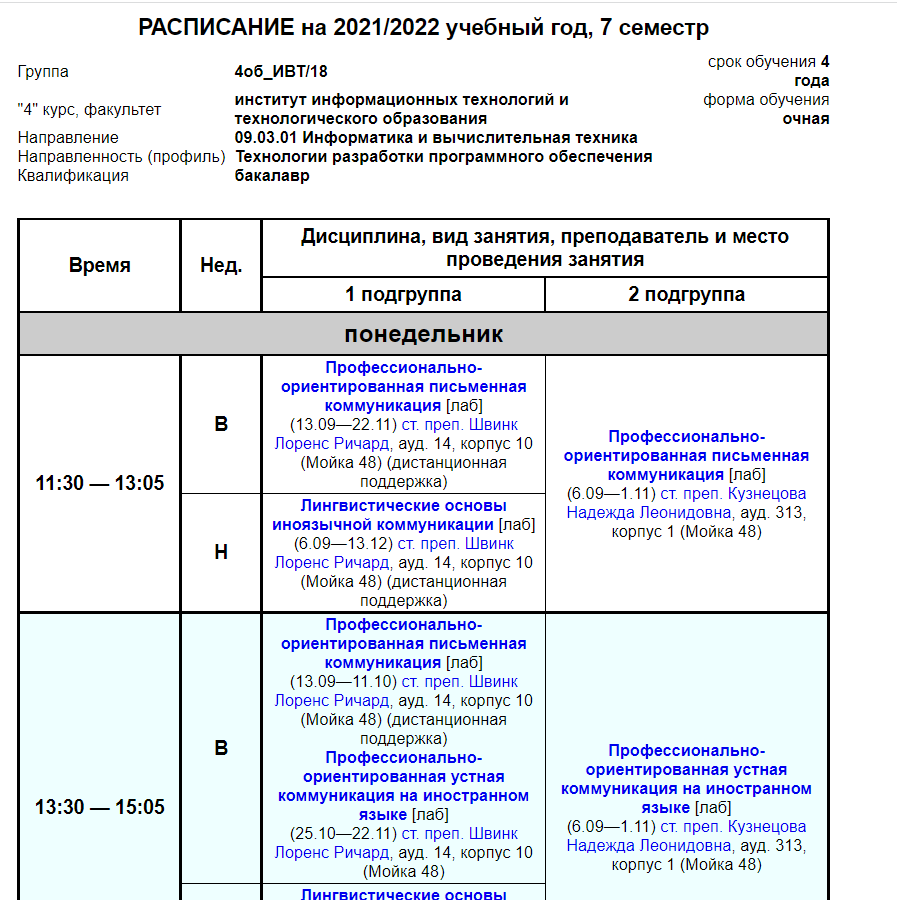 РАСПИСАНИЕ на 2021/2022 учебный год, 7 семестр
Группа
4об_ИВТ/18
срок обучения 4
года
"4" курс, факультет
институт информационных технологий и
технологического образования
форма обучения
очная
Направление
09.03.01 Информатика и вычислительная техника
Направленность (профиль)
Технологии разработки программного обеспечения
Квалификация
бакалавр
Время
Нед.
Дисциплина, вид занятия, преподаватель и место
проведения занятия
1 подгруппа
2 подгруппа
понедельник
11:30 — 13:05
В
Профессионально-
ориентированная письменная
коммуникация [лаб]
(13.09—22.11) ст. преп. Швинк
Лоренс Ричард, ауд. 14, корпус 10
(Мойка 48) (дистанционная
поддержка)
Н
Лингвистические основы
иноязычной коммуникации [лаб]
(6.09—13.12) ст. преп. Швинк
Лоренс Ричард, ауд. 14, корпус 10
(Мойка 48) (дистанционная
поддержка)
Профессионально-
ориентированная письменная
коммуникация [лаб]
(6.09—1.11) ст. преп. Кузнецова
Надежда Леонидовна, ауд. 313,
корпус 1 (Мойка 48)
13:30 — 15:05
В
Профессионально-
ориентированная письменная
коммуникация [лаб]
(13.09—11.10) ст. преп. Швинк
Лоренс Ричард, ауд. 14, корпус 10
(Мойка 48) (дистанционная
поддержка)
Профессионально-
ориентированная устная
коммуникация на иностранном
языке [лаб]
(25.10—22.11) ст. преп. Швинк
Лоренс Ричард, ауд. 14, корпус 10
(Мойка 48)
Лингвистические основы
Профессионально-
ориентированная устная
коммуникация на иностранном
языке [лаб]
(6.09—1.11) ст. преп. Кузнецова
Надежда Леонидовна, ауд. 313,
корпус 1 (Мойка 48)